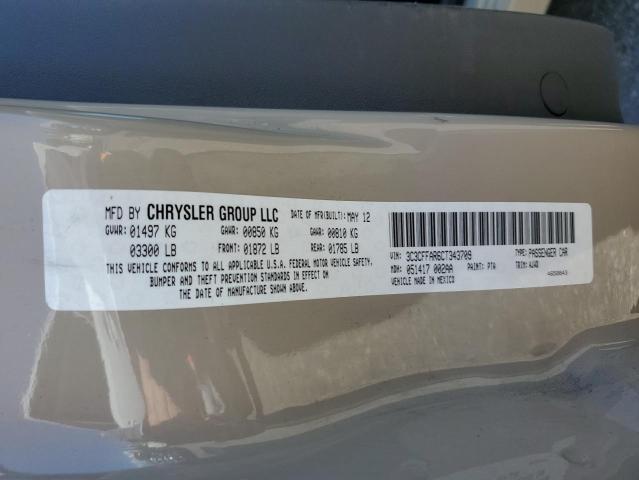 MFD BY CHRYSLER GROUP LLC DATE OF MFR(BUILT): MAY 12
GVWR: 01497 KG GAWR: 00850 KG GAWR: 00810 KG
03300 LB FRONT: 01872 LB REAR: 01785 LB
THIS VEHICLE CONFORMS TO ALL APPLICABLE U.S.A. FEDERAL MOTOR VEHICLE SAFETY,
BUMPER AND THEFT PREVENTION STANDARDS IN EFFECT ON
THE DATE OF MANUFACTURE SHOWN ABOVE.
VIN: 3C3CFFAR6CT343709 TYPE: PASSENGER CAR
MDH: 051417 002AA PAINT: PTA TRIM: AJA8
VEHICLE MADE IN MEXICO